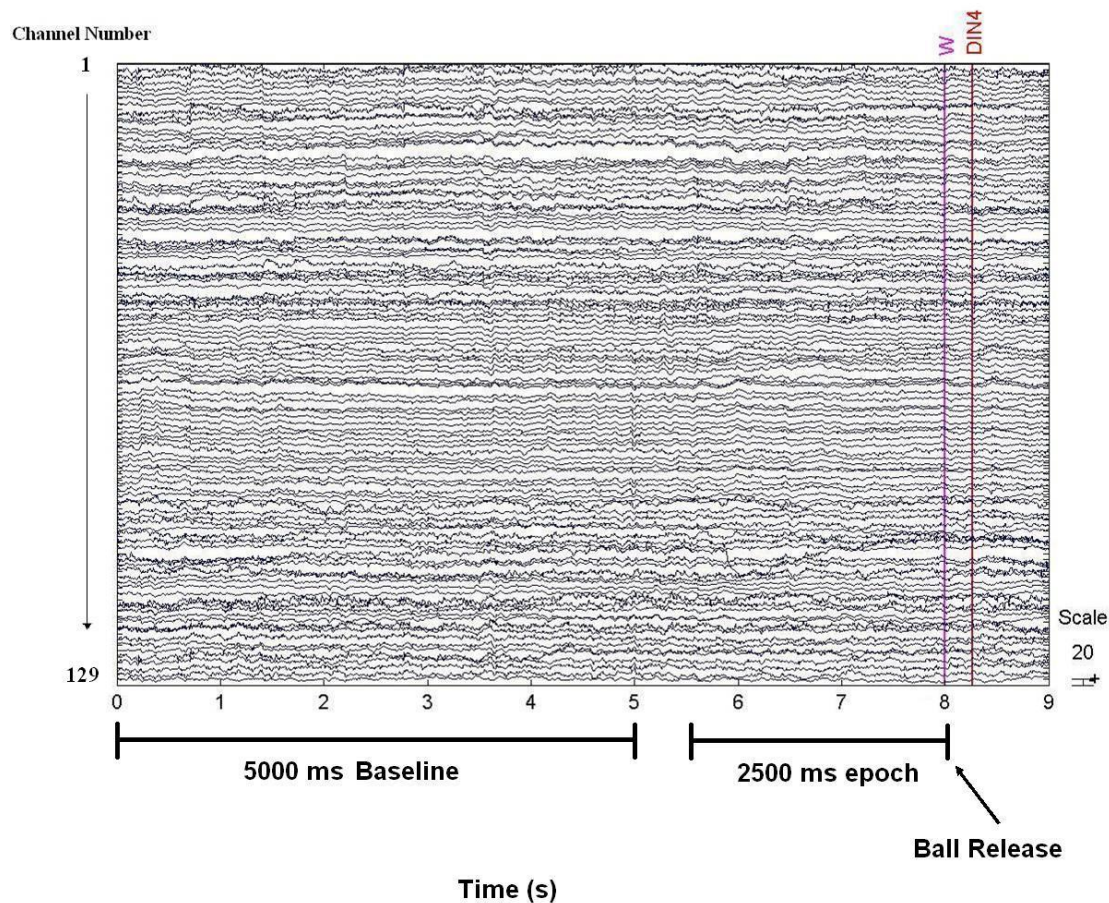 Channel Number
W
DIN4
1
129
Scale
20
+
0 1 2 3 4 5 6 7 8 9
5000 ms Baseline
2500 ms epoch
Ball Release
Time (s)